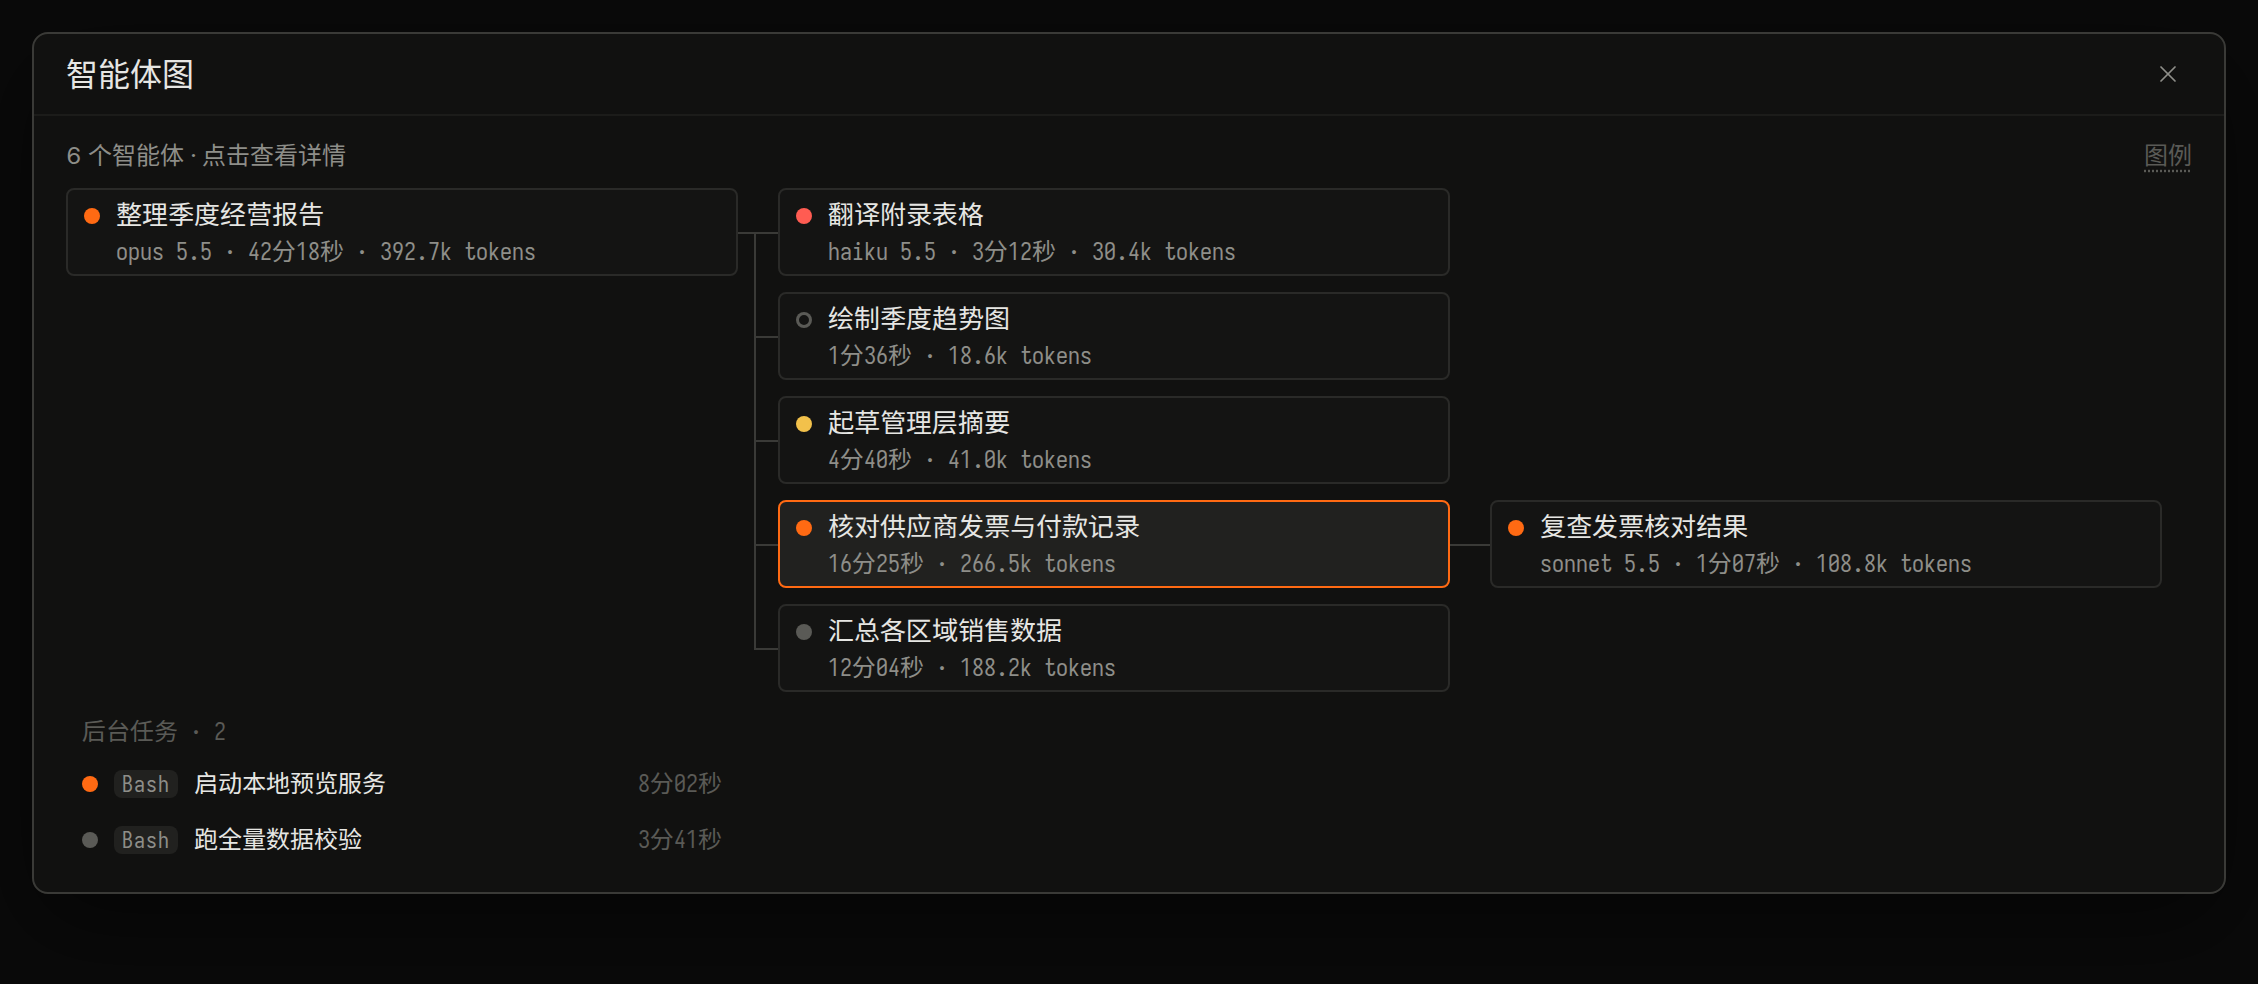 智能体图
6 个智能体 · 点击查看详情
图例
整理季度经营报告
opus 5.5 · 42分18秒 · 392.7k tokens
翻译附录表格
haiku 5.5 · 3分12秒 · 30.4k tokens
绘制季度趋势图
1分36秒 · 18.6k tokens
起草管理层摘要
4分40秒 · 41.0k tokens
核对供应商发票与付款记录
16分25秒 · 266.5k tokens
复查发票核对结果
sonnet 5.5 · 1分07秒 · 108.8k tokens
汇总各区域销售数据
12分04秒 · 188.2k tokens
后台任务 · 2
Bash 启动本地预览服务 8分02秒
Bash 跑全量数据校验 3分41秒